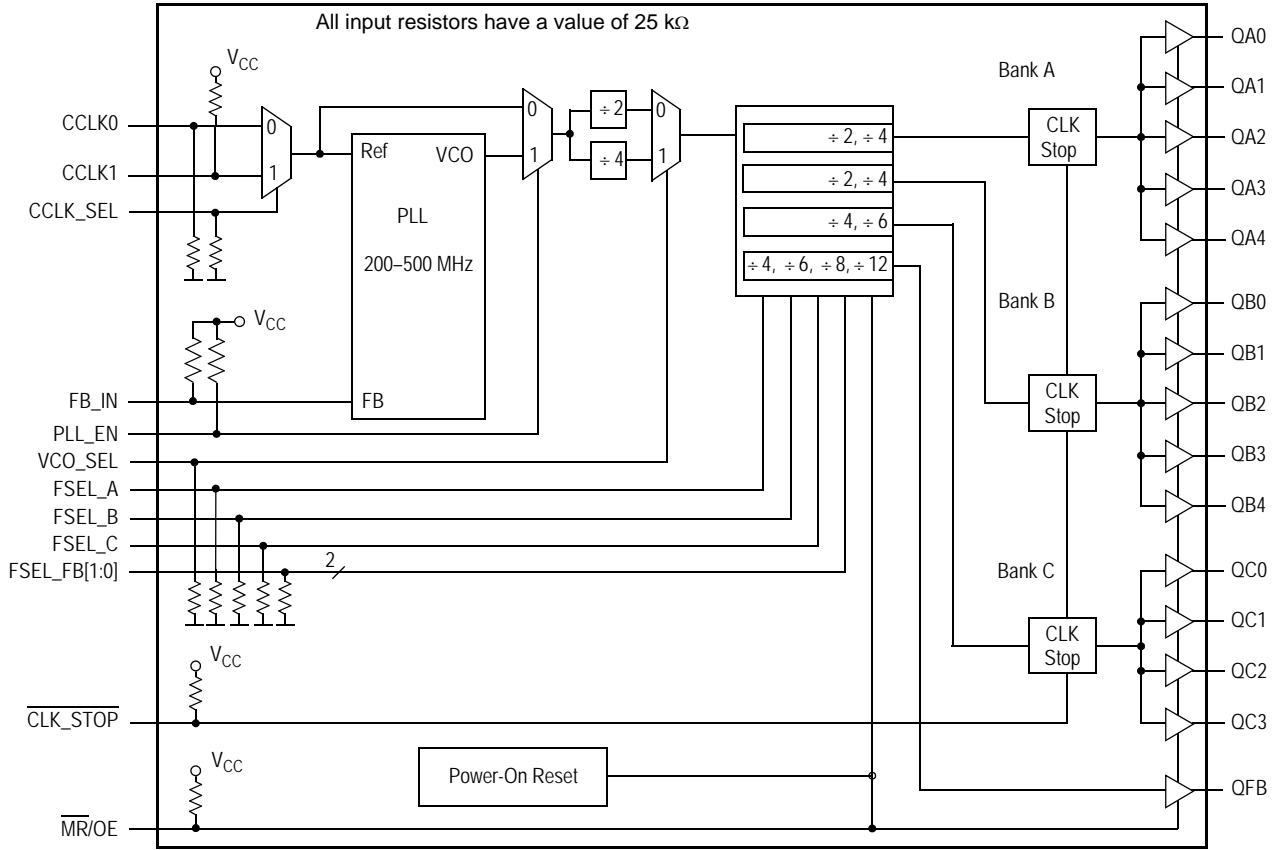 All input resistors have a value of 25 kΩ
VCC
CCLK0
CCLK1
CCLK_SEL
0
1
Ref
VCO
PLL
200–500 MHz
FB
0
1
÷ 2
÷ 4
0
1
÷ 2, ÷ 4
÷ 2, ÷ 4
÷ 4, ÷ 6
÷ 4, ÷ 6, ÷ 8, ÷ 12
Bank A
CLK
Stop
QA0
QA1
QA2
QA3
QA4
VCC
FB_IN
PLL_EN
VCO_SEL
FSEL_A
FSEL_B
FSEL_C
FSEL_FB[1:0]
2
Bank B
CLK
Stop
QB0
QB1
QB2
QB3
QB4
Bank C
CLK
Stop
QC0
QC1
QC2
QC3
VCC
CLK_STOP
VCC
Power-On Reset
MR/OE
QFB